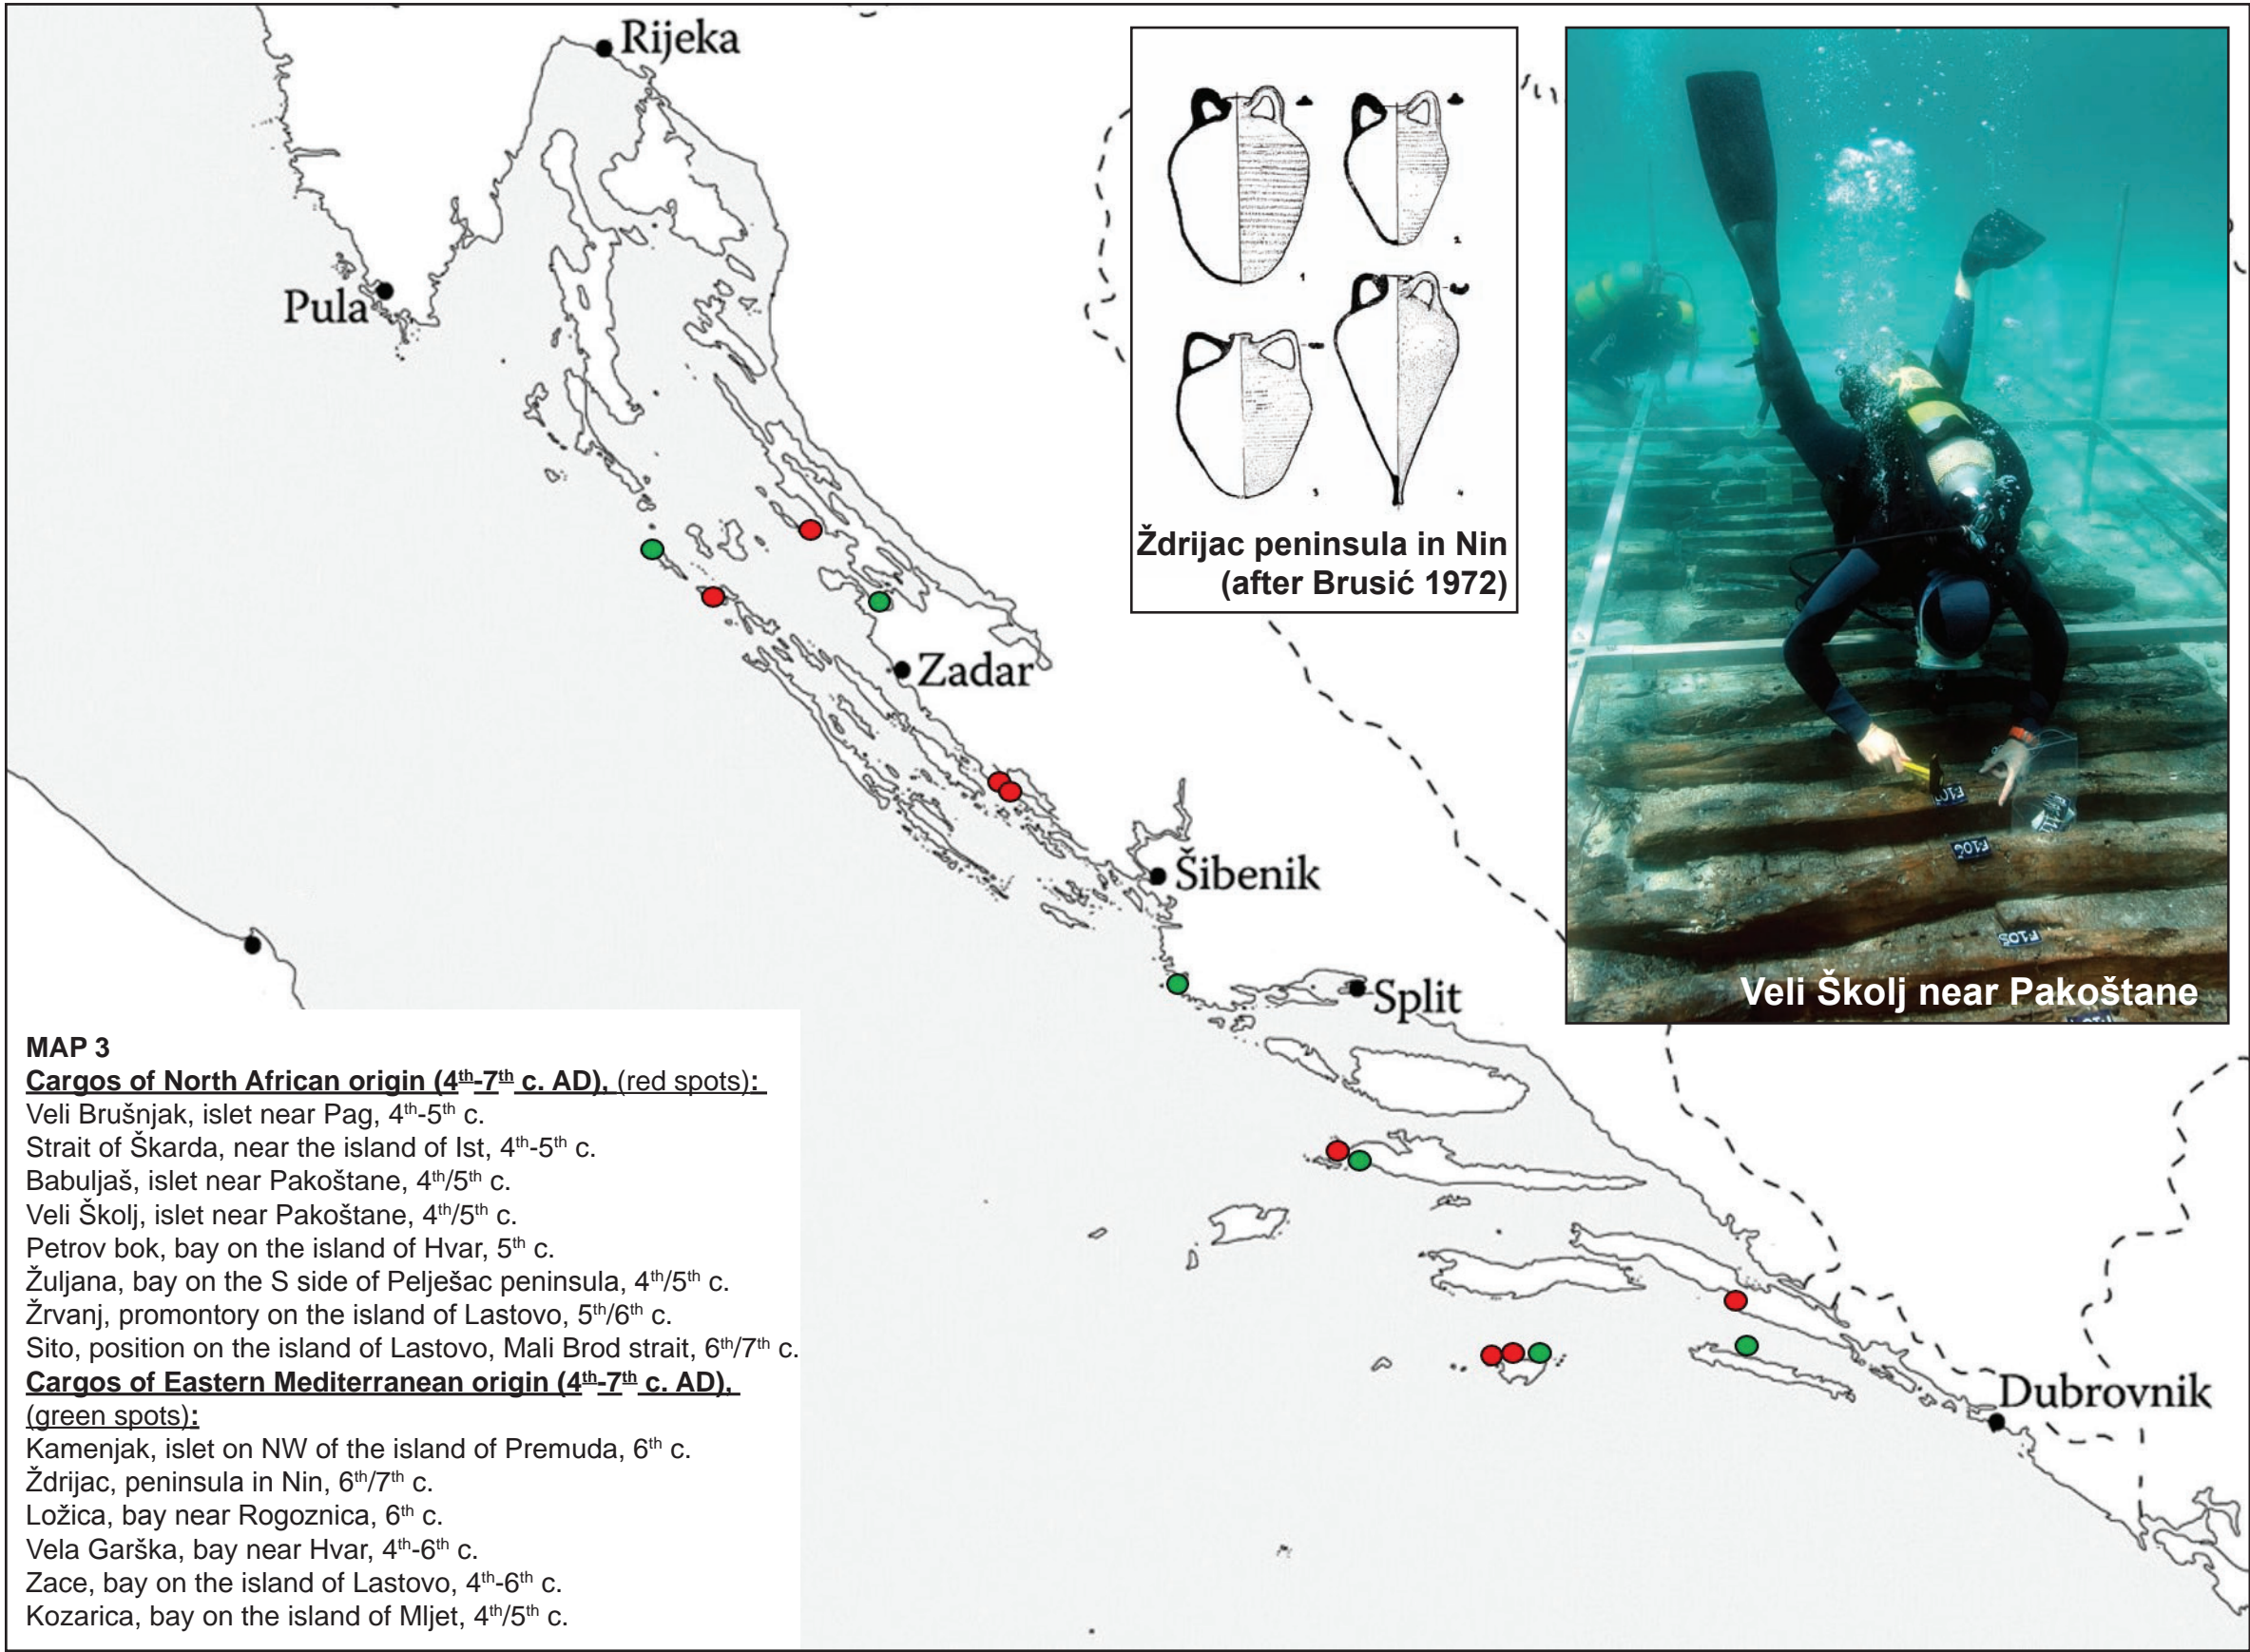 Rijeka
Pula
Zadar
Šibenik
Split
Dubrovnik
1
2
3
4
Ždrijac peninsula in Nin
(after Brusić 1972)
F10
F10
F10
Veli Školj near Pakoštane
MAP 3
Cargos of North African origin (4th-7th c. AD), (red spots):
Veli Brušnjak, islet near Pag, 4th-5th c.
Strait of Škarda, near the island of Ist, 4th-5th c.
Babuljaš, islet near Pakoštane, 4th/5th c.
Veli Školj, islet near Pakoštane, 4th/5th c.
Petrov bok, bay on the island of Hvar, 5th c.
Žuljana, bay on the S side of Pelješac peninsula, 4th/5th c.
Žrvanj, promontory on the island of Lastovo, 5th/6th c.
Sito, position on the island of Lastovo, Mali Brod strait, 6th/7th c.
Cargos of Eastern Mediterranean origin (4th-7th c. AD),
(green spots):
Kamenjak, islet on NW of the island of Premuda, 6th c.
Ždrijac, peninsula in Nin, 6th/7th c.
Ložica, bay near Rogoznica, 6th c.
Vela Garška, bay near Hvar, 4th-6th c.
Zace, bay on the island of Lastovo, 4th-6th c.
Kozarica, bay on the island of Mljet, 4th/5th c.